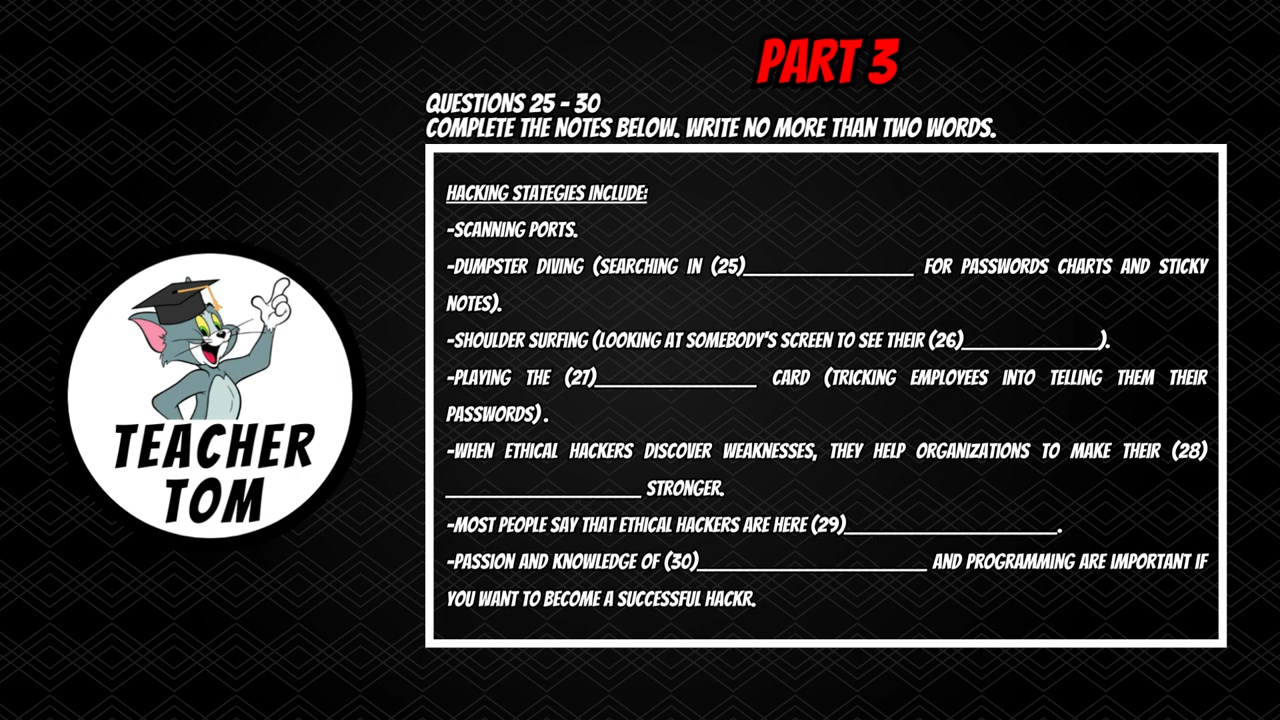 PART 3
QUESTIONS 25 - 30
COMPLETE THE NOTES BELOW. WRITE NO MORE THAN TWO WORDS.
HACKING STATEGIES INCLUDE:
-SCANNING PORTS.
-DUMPSTER DIVING (SEARCHING IN (25)_________________ FOR PASSWORDS CHARTS AND STICKY
NOTES).
-SHOULDER SURFING (LOOKING AT SOMEBODY'S SCREEN TO SEE THEIR (26)______________).
-PLAYING THE (27)________________ CARD (TRICKING EMPLOYEES INTO TELLING THEM THEIR
PASSWORDS).
-WHEN ETHICAL HACKERS DISCOVER WEAKNESSES, THEY HELP ORGANIZATIONS TO MAKE THEIR (28)
____________________ STRONGER.
-MOST PEOPLE SAY THAT ETHICAL HACKERS ARE HERE (29)_____________________.
-PASSION AND KNOWLEDGE OF (30)_______________________ AND PROGRAMMING ARE IMPORTANT IF
YOU WANT TO BECOME A SUCCESSFUL HACKR.
TEACHER
TOM